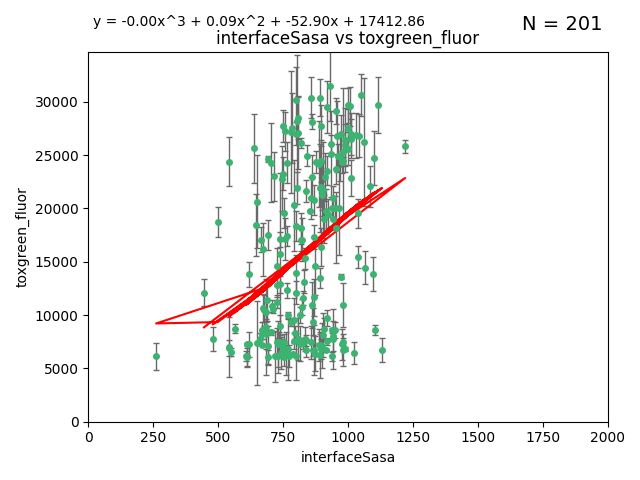 y = -0.00x^3 + 0.09x^2 + -52.90x + 17412.86
N = 201
interfaceSasa vs toxgreen_fluor
30000
25000
20000
15000
10000
5000
0
toxgreen_fluor
0 250 500 750 1000 1250 1500 1750 2000
interfaceSasa